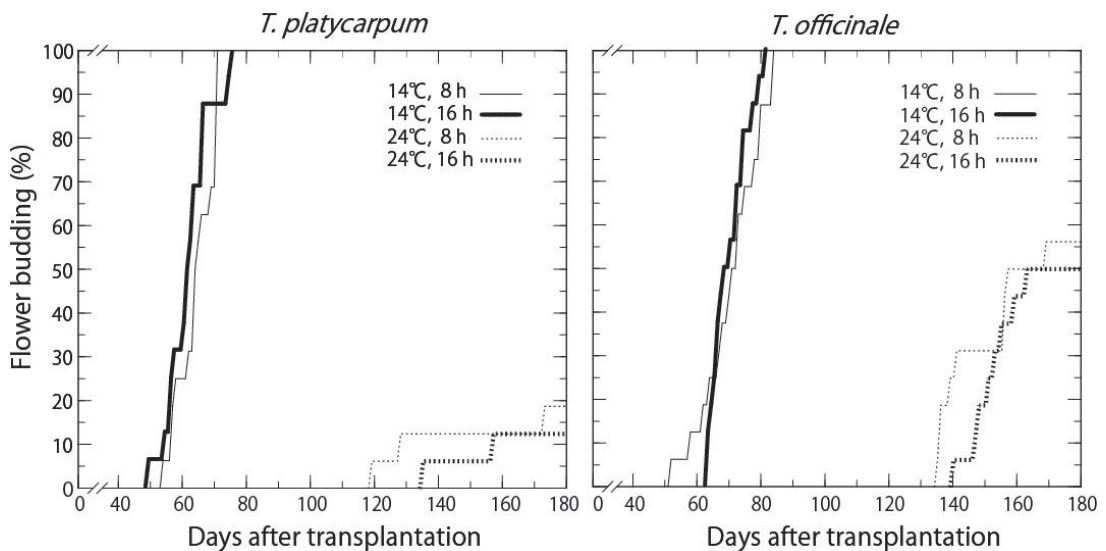 T. platycarpum
T. officinale
Flower budding (%)
100
90
80
70
60
50
40
30
20
10
0
14℃, 8 h
14℃, 16 h
24℃, 8 h
24℃, 16 h
14℃, 8 h
14℃, 16 h
24℃, 8 h
24℃, 16 h
40 60 80 100 120 140 160 180
40 60 80 100 120 140 160 180
Days after transplantation
Days after transplantation